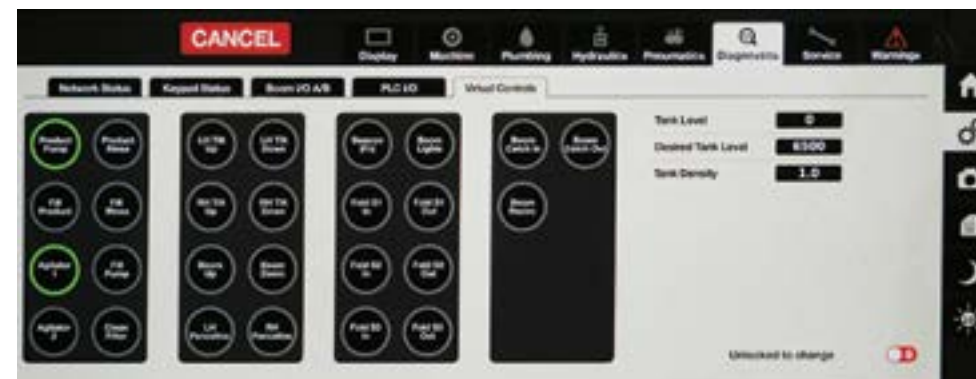 CANCEL
Display Machine Plumbing Hydraulics Pneumatics Diagnostics Service Warnings
Network Status Keypad Status Boom I/O A/B PLC I/O Virtual Controls
Product Pump
Product Rinse
LH Tilt Up
LH Tilt Down
Beacon
Boom Lights
Boom Catch In
Boom Catch Out
Tank Level 0
Desired Tank Level 6500
Tank Density 1.0
Fill Product
Fill Rinse
RH Tilt Up
RH Tilt Down
Fold S1 In
Fold S1 Out
Boom
Agitator 1
Fill Pump
Boom Up
Boom Down
Fold S2 In
Fold S2 Out
Agitator 2
Clean Filter
LH
RH
Fold S3 In
Fold S3 Out
Unlocked to change